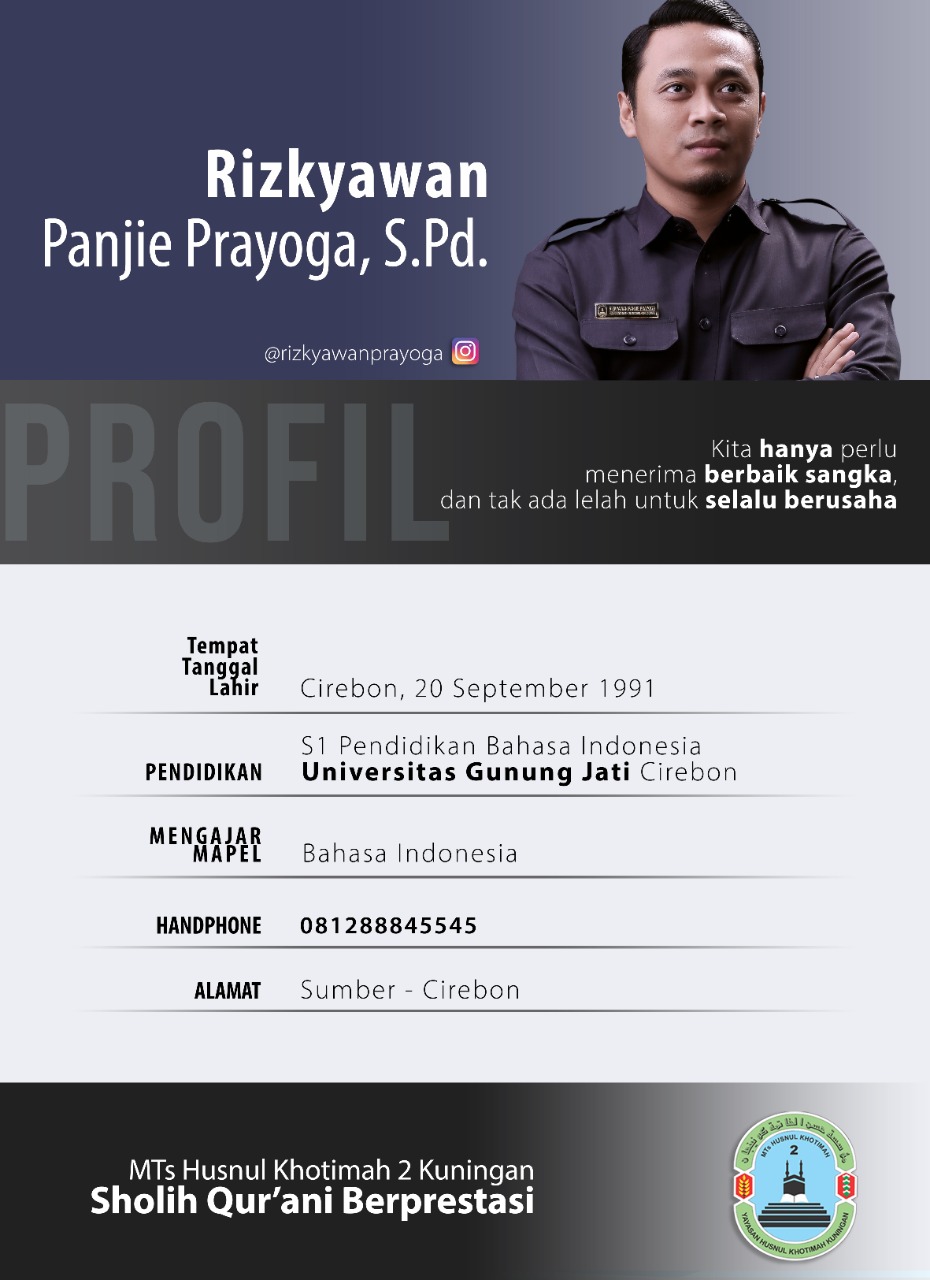 Rizkyawan
Panjie Prayoga, S.Pd.
@rizkyawanprayoga
PROFIL
Kita hanya perlu
menerima berbaik sangka,
dan tak ada lelah untuk selalu berusaha
Tempat
Tanggal
Lahir
Cirebon, 20 September 1991
PENDIDIKAN
S1 Pendidikan Bahasa Indonesia
Universitas Gunung Jati Cirebon
MENGAJAR
MAPEL
Bahasa Indonesia
HANDPHONE
081288845545
ALAMAT
Sumber - Cirebon
MTs Husnul Khotimah 2 Kuningan
Sholih Qur’ani Berprestasi
MTs HUSNUL KHOTIMAH
2
YAYASAN HUSNUL KHOTIMAH KUNINGAN